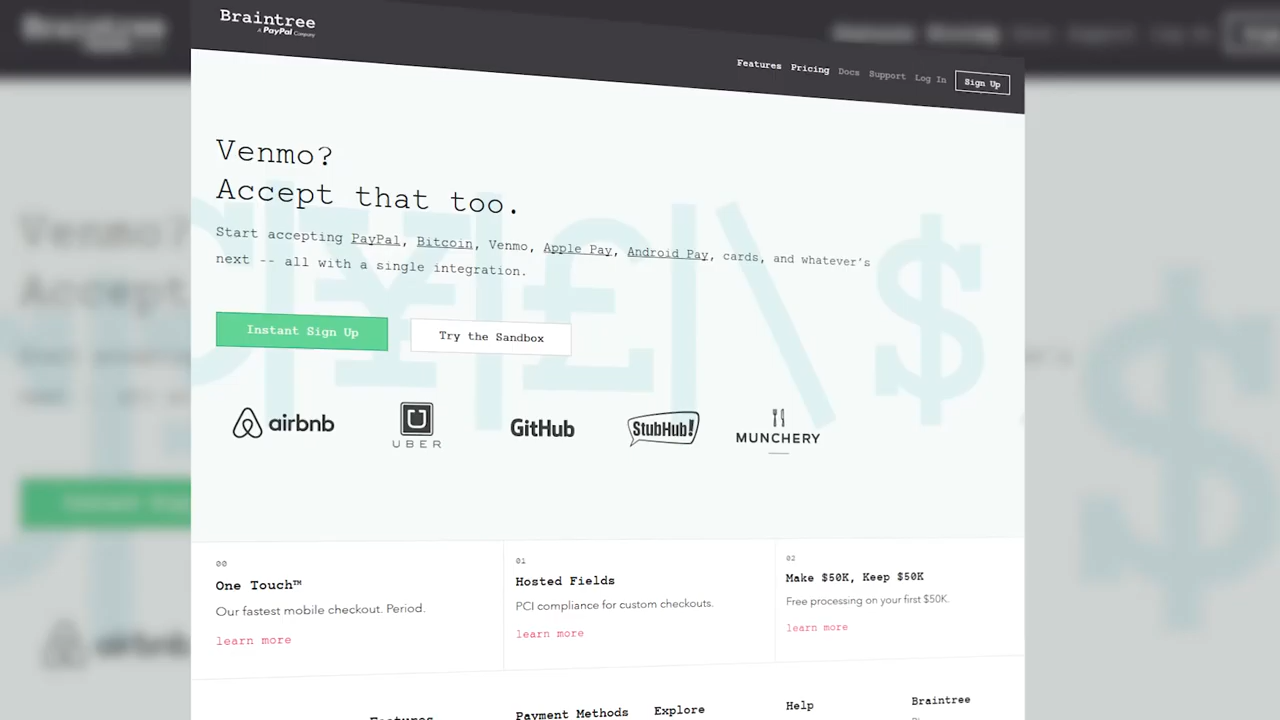 Braintree
A PayPal Company
Features Pricing Docs Support Log In Sign Up
Venmo?
Accept that too.
Start accepting PayPal, Bitcoin, Venmo, Apple Pay, Android Pay, cards, and whatever's
next -- all with a single integration.
Instant Sign Up Try the Sandbox
airbnb
UBER
GitHub
StubHub!
MUNCHERY
00
One Touch™
Our fastest mobile checkout. Period.
learn more
01
Hosted Fields
PCI compliance for custom checkouts.
learn more
02
Make $50K, Keep $50K
Free processing on your first $50K.
learn more
Features Payment Methods Explore Help Braintree